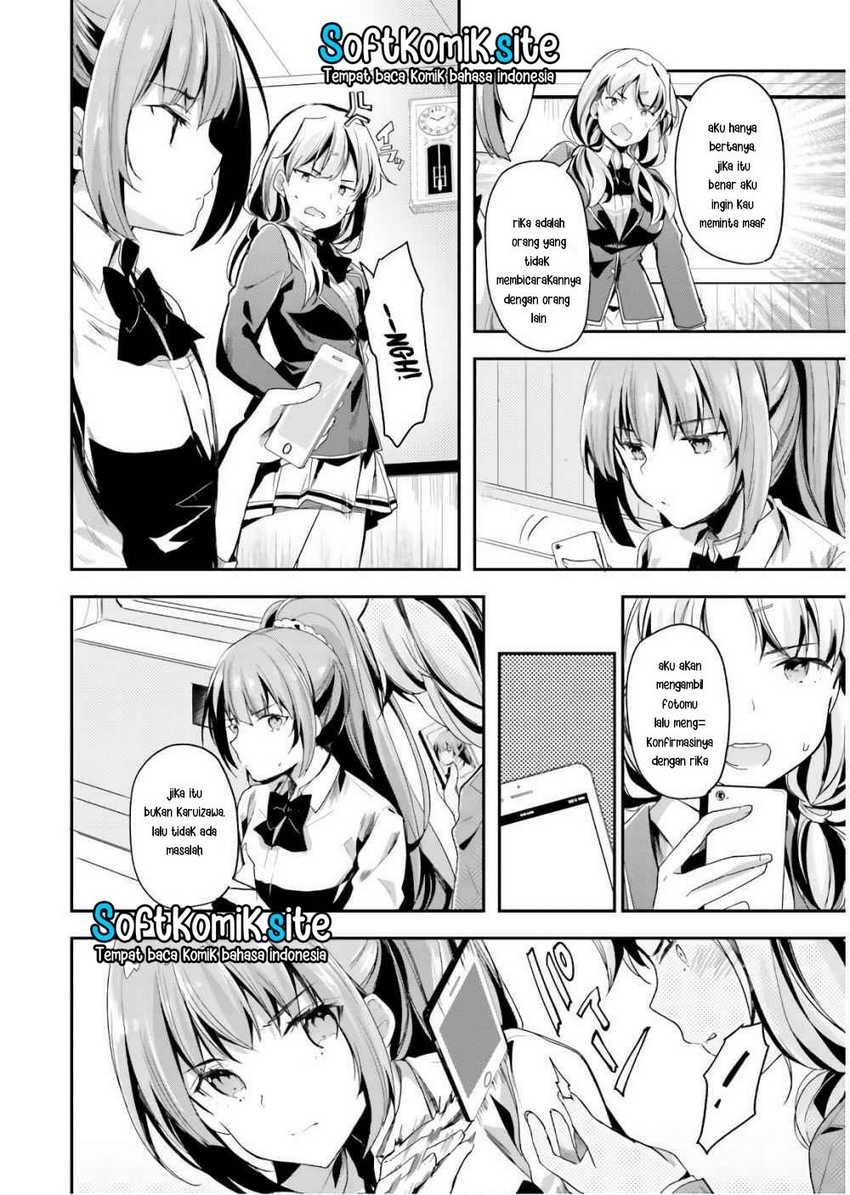 SoftKomik.site
Tempat baca Komik bahasa indonesia
aku hanya
bertanya,
jika itu
benar aku
ingin kau
meminta maaf
rika adalah
orang yang
tidak
membicarakannya
dengan orang
lain
---NGH!
aku akan
mengambil
fotomu
lalu meng=
Konfirmasinya
dengan rika
jika itu
bukan Karuizawa,
lalu tidak ada
masalah
SoftKomik.site
Tempat baca Komik bahasa indonesia
--!